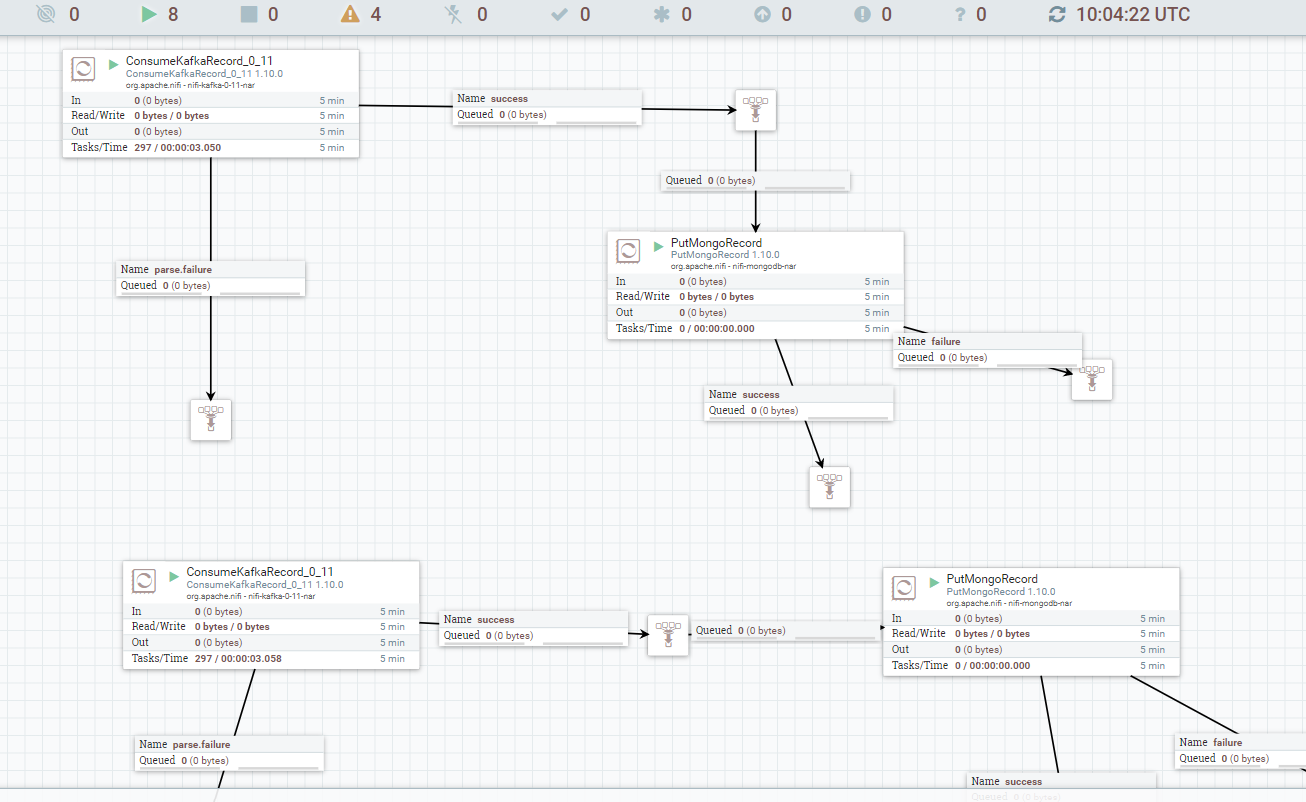 0 8 0 4 0 0 0 0 0 ? 0 10:04:22 UTC
ConsumeKafkaRecord_0_11
ConsumeKafkaRecord_0_11 1.10.0
org.apache.nifi - nifi-kafka-0-11-nar
In 0 (0 bytes) 5 min
Read/Write 0 bytes / 0 bytes 5 min
Out 0 (0 bytes) 5 min
Tasks/Time 297 / 00:00:03.050 5 min
Name success
Queued 0 (0 bytes)
Queued 0 (0 bytes)
Name parse.failure
Queued 0 (0 bytes)
PutMongoRecord
PutMongoRecord 1.10.0
org.apache.nifi - nifi-mongodb-nar
In 0 (0 bytes) 5 min
Read/Write 0 bytes / 0 bytes 5 min
Out 0 (0 bytes) 5 min
Tasks/Time 0 / 00:00:00.000 5 min
Name failure
Queued 0 (0 bytes)
Name success
Queued 0 (0 bytes)
ConsumeKafkaRecord_0_11
ConsumeKafkaRecord_0_11 1.10.0
org.apache.nifi - nifi-kafka-0-11-nar
In 0 (0 bytes) 5 min
Read/Write 0 bytes / 0 bytes 5 min
Out 0 (0 bytes) 5 min
Tasks/Time 297 / 00:00:03.058 5 min
Name success
Queued 0 (0 bytes)
Queued 0 (0 bytes)
PutMongoRecord
PutMongoRecord 1.10.0
org.apache.nifi - nifi-mongodb-nar
In 0 (0 bytes) 5 min
Read/Write 0 bytes / 0 bytes 5 min
Out 0 (0 bytes) 5 min
Tasks/Time 0 / 00:00:00.000 5 min
Name parse.failure
Queued 0 (0 bytes)
Name failure
Queued 0 (0 bytes)
Name success
Queued 0 (0 bytes)